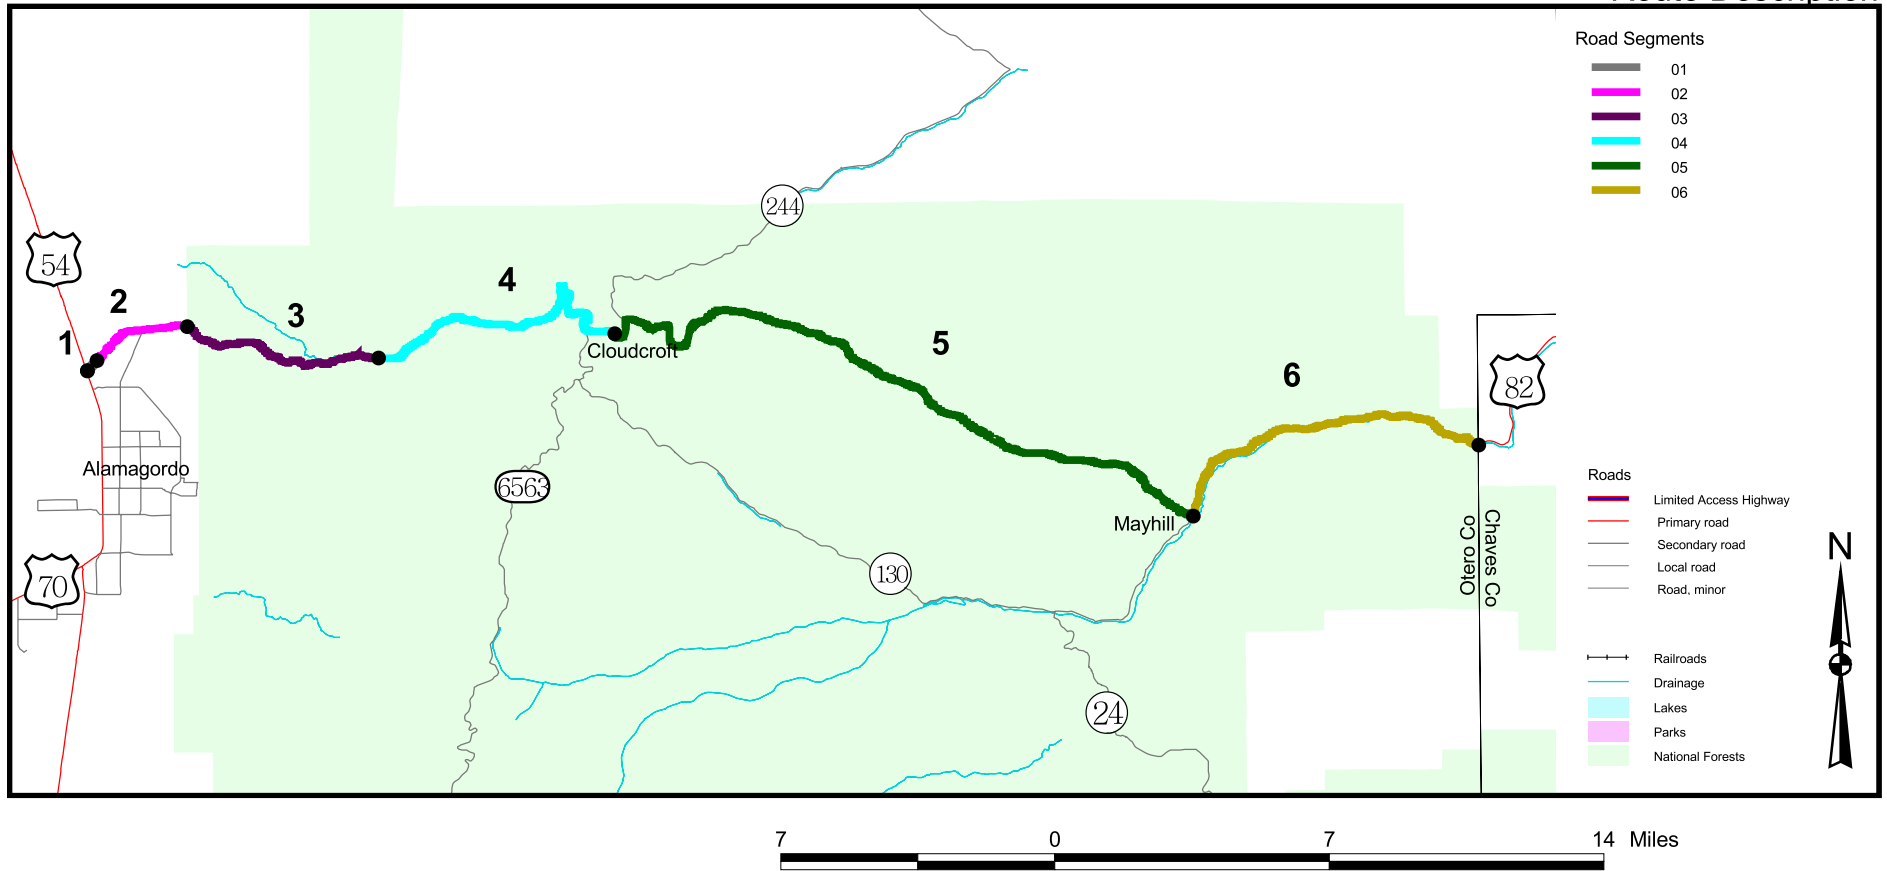 Route Description
Road Segments
01
02
03
04
05
06
244
54
2
3
4
1
5
6
Cloudcroft
82
Alamagordo
6563
Mayhill
Otero Co
Chaves Co
130
70
24
Roads
Limited Access Highway
Primary road
Secondary road
Local road
Road, minor
Railroads
Drainage
Lakes
Parks
National Forests
N
7 0 7 14 Miles